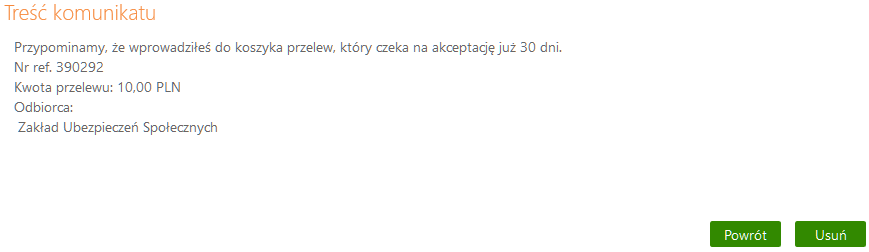 Treść komunikatu
Przypominamy, że wprowadziłeś do koszyka przelew, który czeka na akceptację już 30 dni.
Nr ref. 390292
Kwota przelewu: 10,00 PLN
Odbiorca:
Zakład Ubezpieczeń Społecznych
Powrót
Usuń